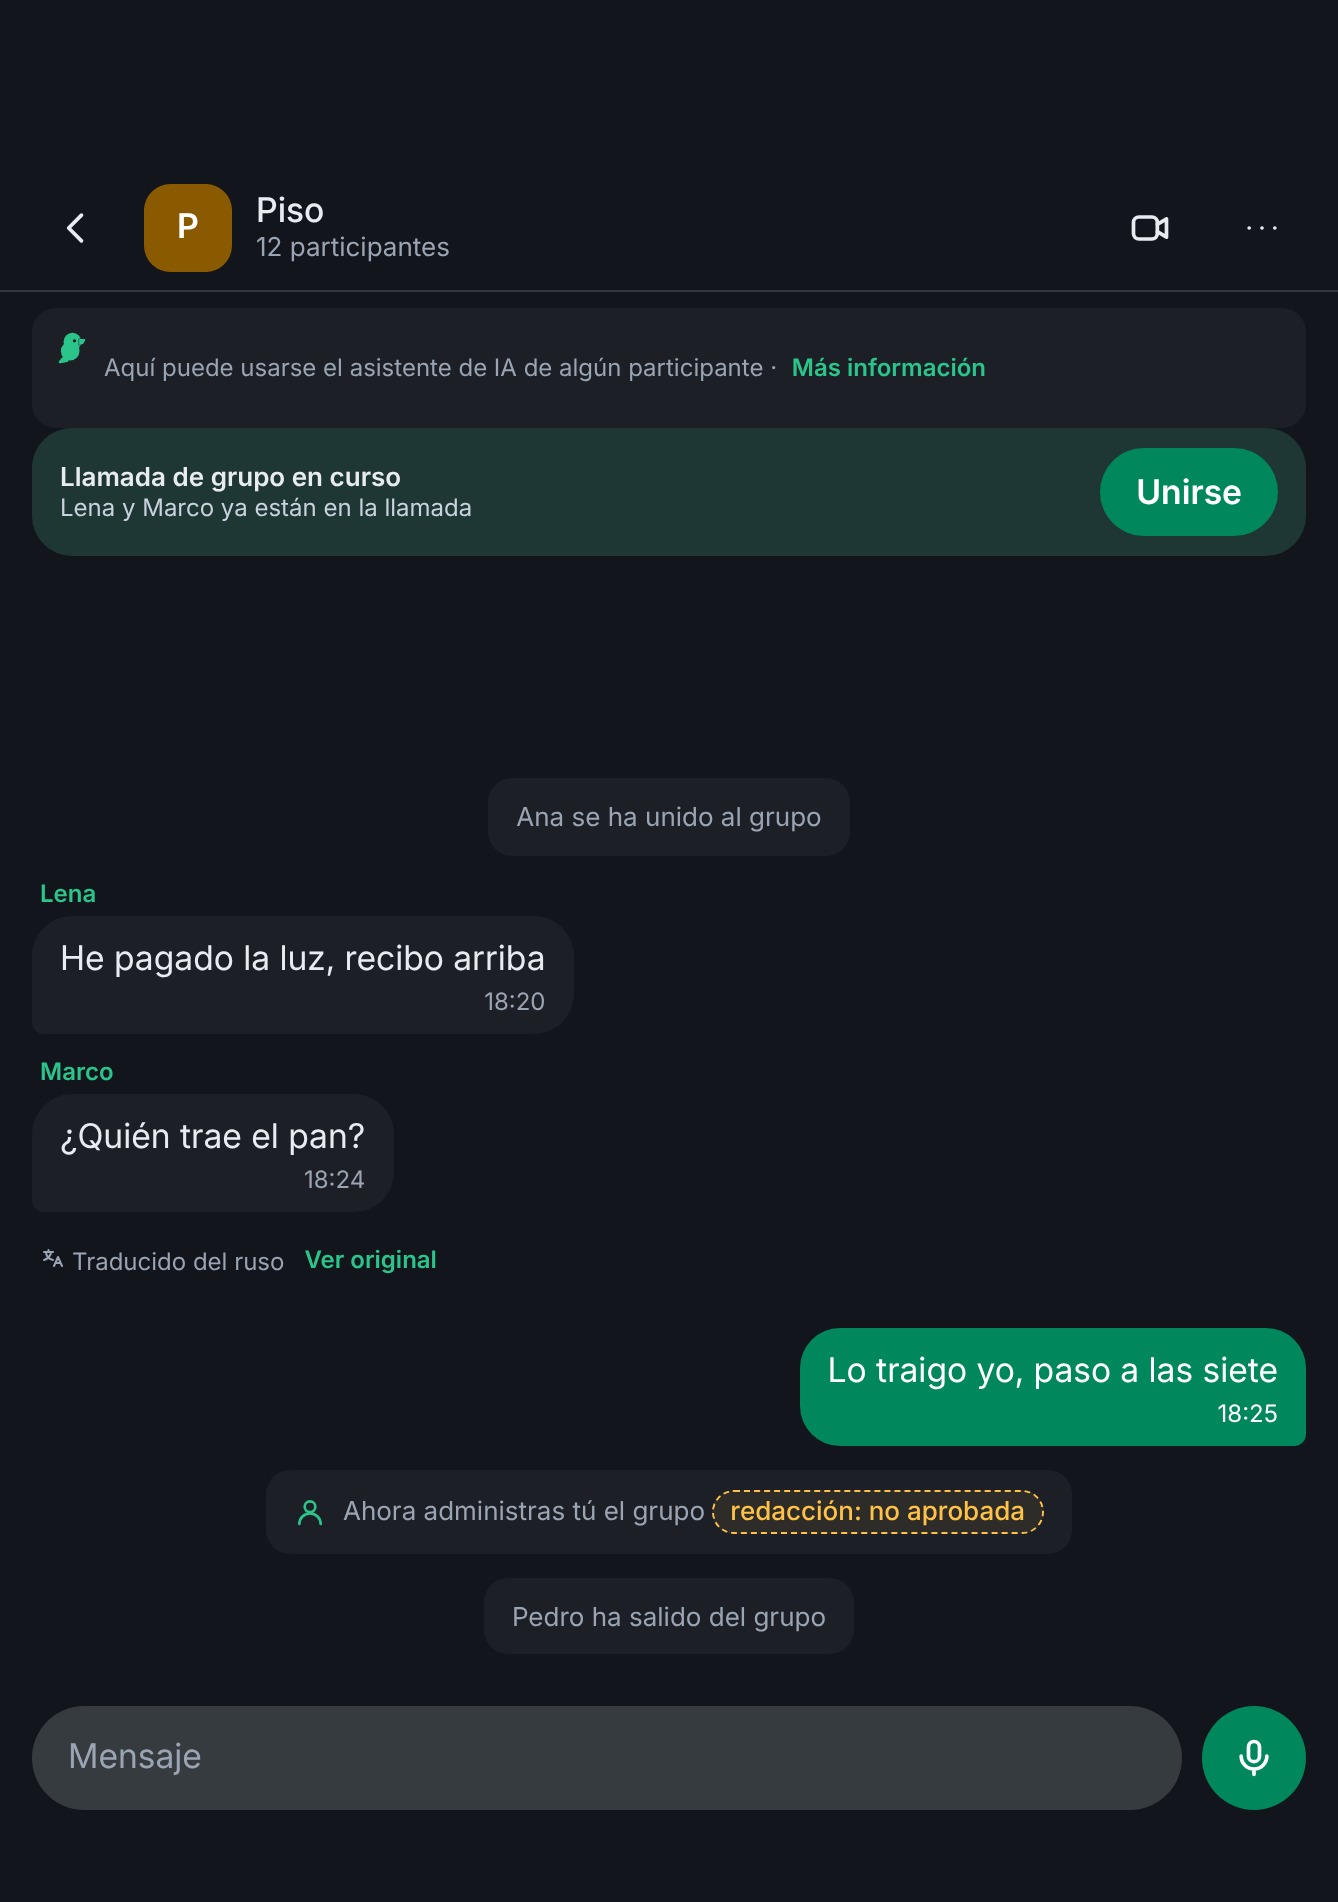 P
Piso
12 participantes
Aquí puede usarse el asistente de IA de algún participante · Más información
Llamada de grupo en curso
Lena y Marco ya están en la llamada
Unirse
Ana se ha unido al grupo
Lena
He pagado la luz, recibo arriba
18:20
Marco
¿Quién trae el pan?
18:24
Traducido del ruso Ver original
Lo traigo yo, paso a las siete
18:25
Ahora administras tú el grupo redacción: no aprobada
Pedro ha salido del grupo
Mensaje